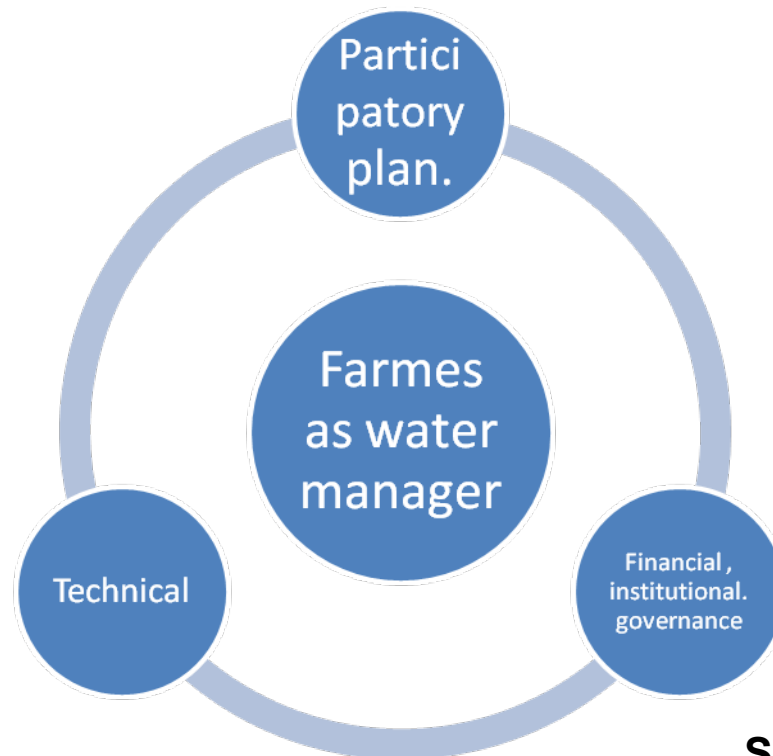 Partici
patory
plan.
Farmes
as water
manager
Technical
Financial,
institutional.
governance
S